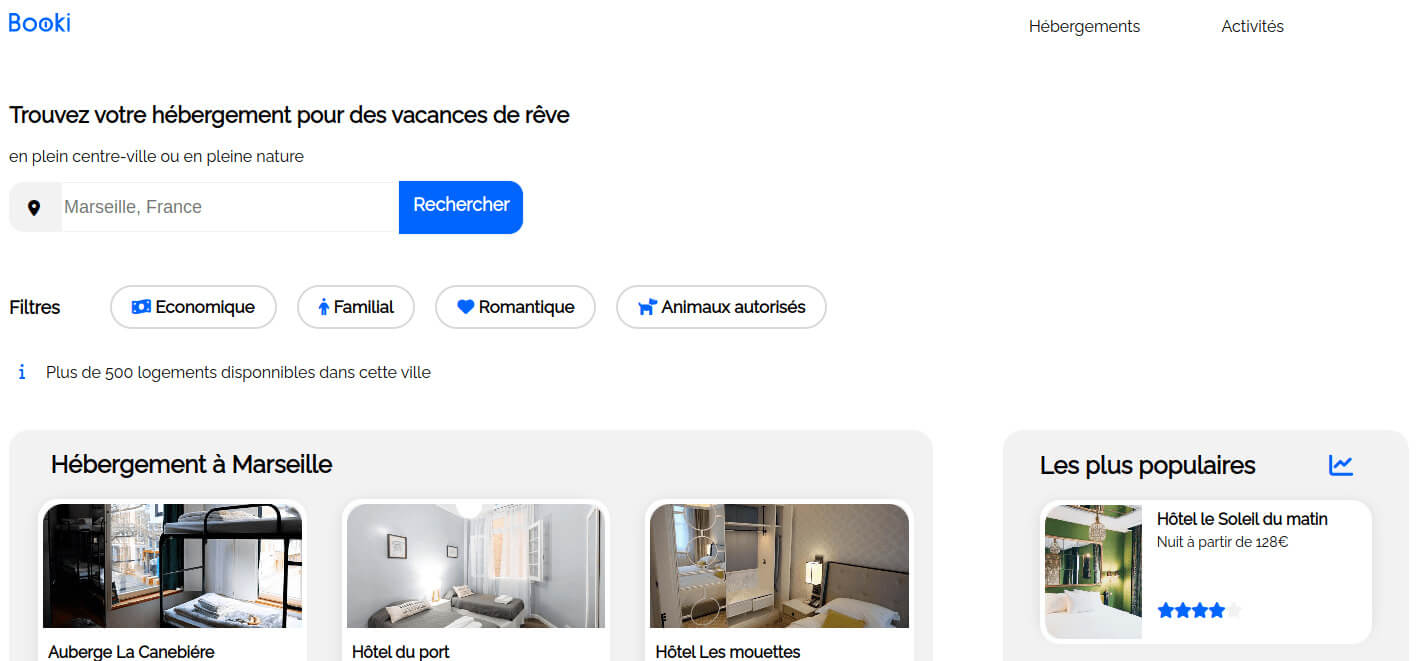 Booki
Hébergements
Activités
Trouvez votre hébergement pour des vacances de rêve
en plein centre-ville ou en pleine nature
Marseille, France
Rechercher
Filtres
Economique
Familial
Romantique
Animaux autorisés
Plus de 500 logements disponnibles dans cette ville
Hébergement à Marseille
Les plus populaires
Hôtel le Soleil du matin
Nuit à partir de 128€
Auberge La Canebiére
Hôtel du port
Hôtel Les mouettes